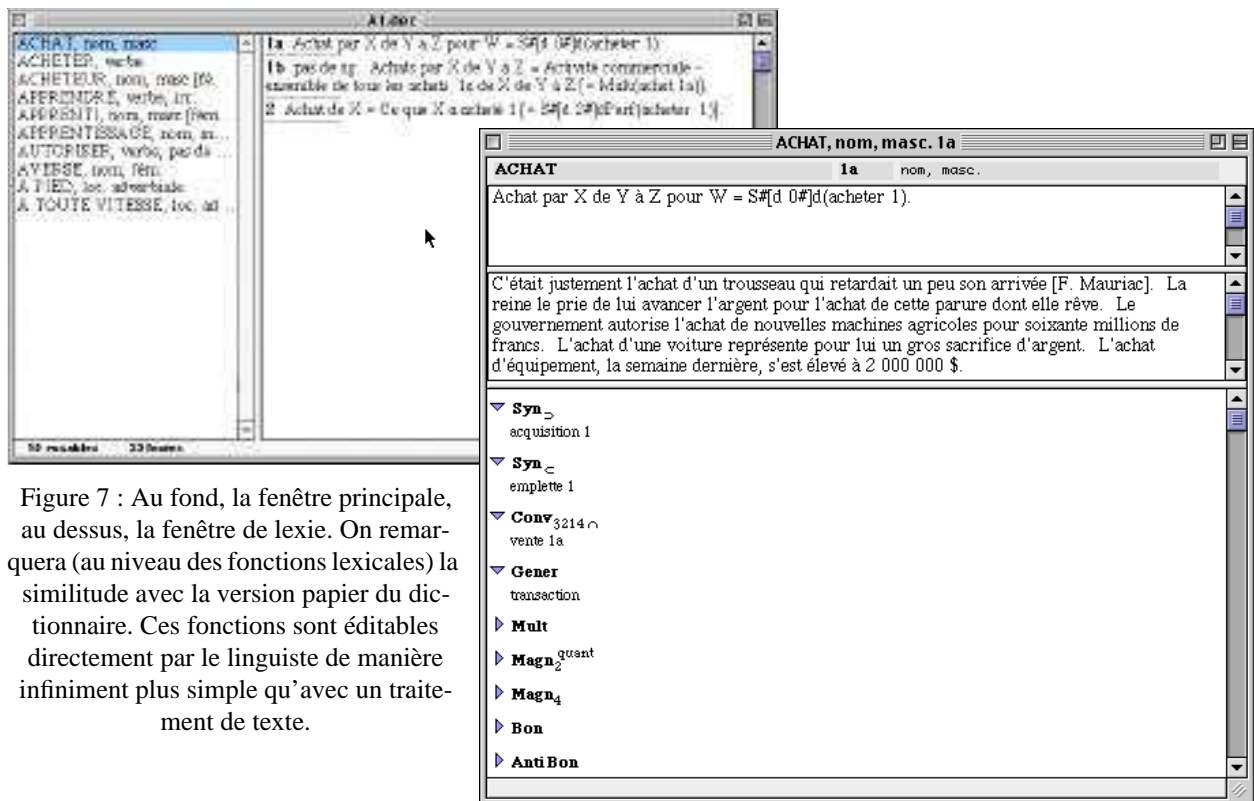 A1.doc
ACHAT, nom, masc
ACHETER, verbe
ACHETEUR, nom, masc [fé.
APPRENDRE, verbe, irr.
APPRENTI, nom, masc [fém
APPRENTISSAGE, nom, m...
AUTORISER, verbe, pas de ...
AVERSE, nom, fém.
A PIED, loc. adverbiale
A TOUTE VITESSE, loc. ad ...
1a Achat par X de Y à Z pour W = S#[d 0#]d(acheter 1).
1b pas de sg Achats par X de Y à Z = Activité commerciale -
ensemble de tous les achats 1a de X de Y à Z [= Mult(achat 1a)].
2 Achat de X = Ce que X a acheté 1 [= S#[d 2#]dPerf(acheter 1)].
10 vocables 33 lexies
ACHAT, nom, masc. 1a
ACHAT 1a nom, masc.
Achat par X de Y à Z pour W = S#[d 0#]d(acheter 1).
C'était justement l'achat d'un trousseau qui retardait un peu son arrivée [F. Mauriac]. La
reine le prie de lui avancer l'argent pour l'achat de cette parure dont elle rêve. Le
gouvernement autorise l'achat de nouvelles machines agricoles pour soixante millions de
francs. L'achat d'une voiture représente pour lui un gros sacrifice d'argent. L'achat
d'équipement, la semaine dernière, s'est élevé à 2 000 000 $.
Syn⊃
acquisition 1
Syn⊂
emplette 1
Conv3214∩
vente 1a
Gener
transaction
Mult
Magn2quant
Magn4
Bon
AntiBon
Figure 7 : Au fond, la fenêtre principale,
au dessus, la fenêtre de lexie. On remar-
quera (au niveau des fonctions lexicales) la
similitude avec la version papier du dic-
tionnaire. Ces fonctions sont éditables
directement par le linguiste de manière
infiniment plus simple qu'avec un traite-
ment de texte.